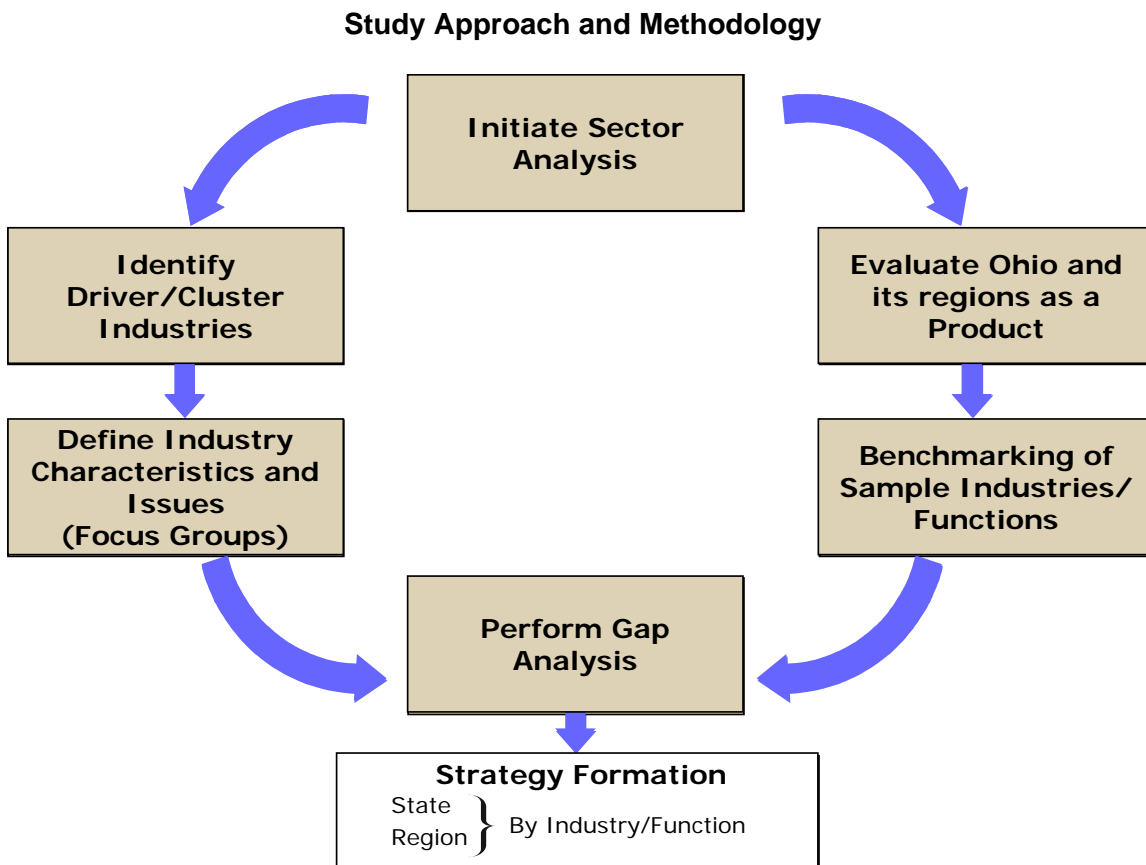 Study Approach and Methodology
Initiate Sector
Analysis
Identify
Driver/Cluster
Industries
Evaluate Ohio and
its regions as a
Product
Define Industry
Characteristics and
Issues
(Focus Groups)
Benchmarking of
Sample Industries/
Functions
Perform Gap
Analysis
Strategy Formation
State
Region
By Industry/Function